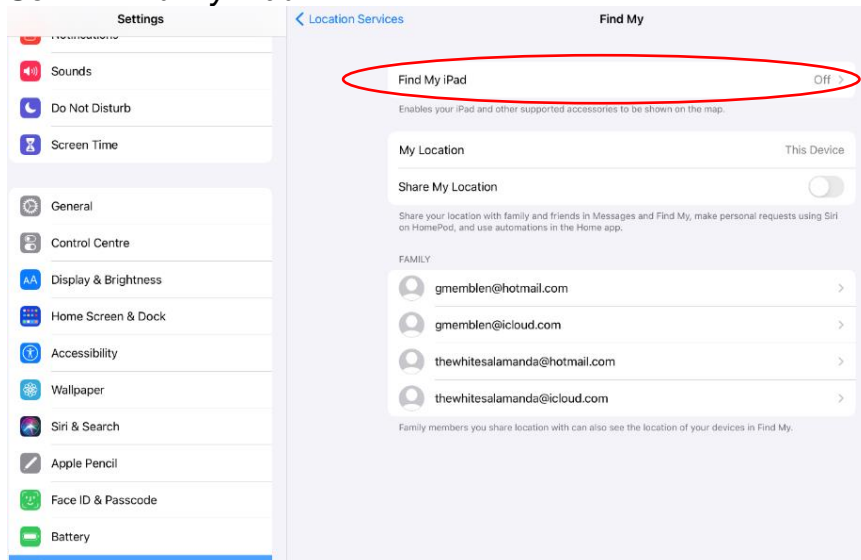 Settings
Notifications
Sounds
Do Not Disturb
Screen Time
General
Control Centre
AA Display & Brightness
Home Screen & Dock
Accessibility
Wallpaper
Siri & Search
Apple Pencil
Face ID & Passcode
Battery
Location Services
Find My
Find My iPad Off
Enables your iPad and other supported accessories to be shown on the map.
My Location This Device
Share My Location
Share your location with family and friends in Messages and Find My, make personal requests using Siri
on HomePod, and use automations in the Home app.
FAMILY
gmemblen@hotmail.com
gmemblen@icloud.com
thewhitesalamanda@hotmail.com
thewhitesalamanda@icloud.com
Family members you share location with can also see the location of your devices in Find My.